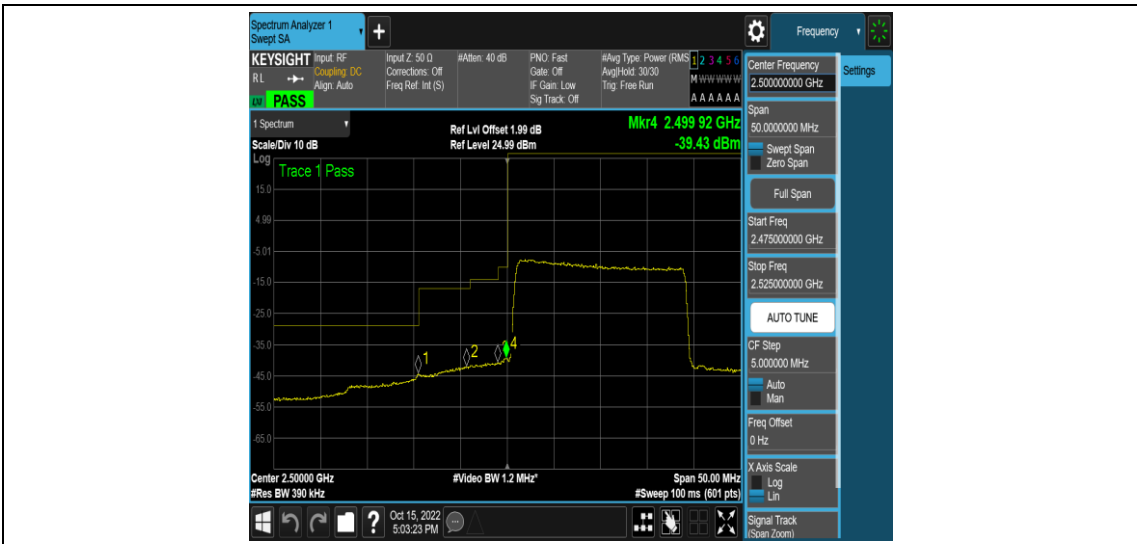 Spectrum Analyzer 1
Swept SA
+
Frequency
KEYSIGHT
RL
LXI PASS
Input: RF
Coupling: DC
Align: Auto
Input Z: 50 Ω
Corrections: Off
Freq Ref: Int (S)
#Atten: 40 dB
PNO: Fast
Gate: Off
IF Gain: Low
Sig Track: Off
#Avg Type: Power (RMS
Avg|Hold: 30/30
Trig: Free Run
1 2 3 4 5 6
M W W W W W
A A A A A A
1 Spectrum
Scale/Div 10 dB
Ref Lvl Offset 1.99 dB
Ref Level 24.99 dBm
Mkr4 2.499 92 GHz
-39.43 dBm
Log
Trace 1 Pass
15.0
4.99
-5.01
-15.0
-25.0
-35.0
-45.0
-55.0
-65.0
1
2
4
Center 2.50000 GHz
#Res BW 390 kHz
#Video BW 1.2 MHz*
Span 50.00 MHz
#Sweep 100 ms (601 pts)
?
Oct 15, 2022
5:03:23 PM
Center Frequency
2.500000000 GHz
Settings
Span
50.0000000 MHz
Swept Span
Zero Span
Full Span
Start Freq
2.475000000 GHz
Stop Freq
2.525000000 GHz
AUTO TUNE
CF Step
5.000000 MHz
Auto
Man
Freq Offset
0 Hz
X Axis Scale
Log
Lin
Signal Track
(Span Zoom)